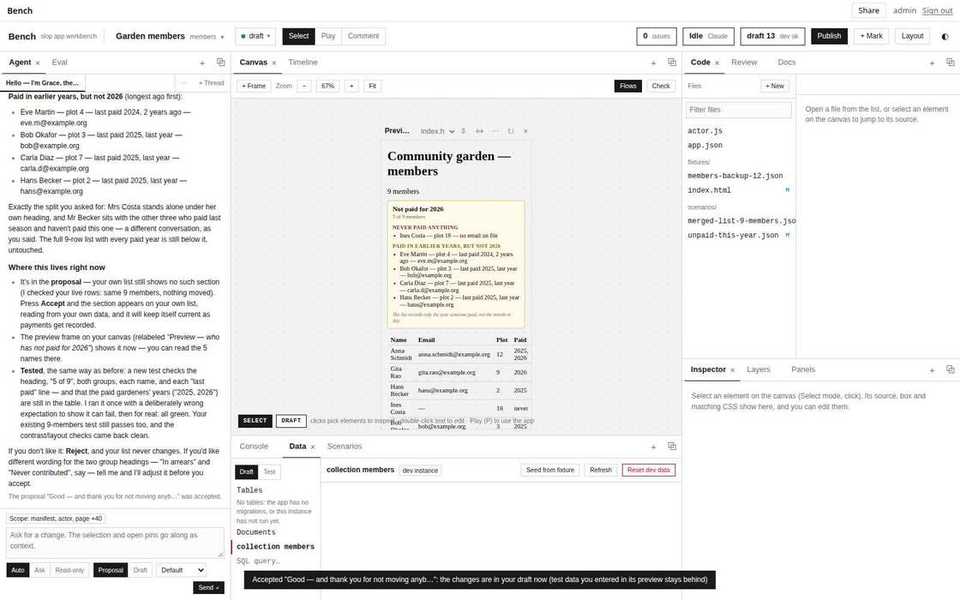 Bench
Share admin Sign out
Bench slop app workbench Garden members members draft Select Play Comment 0 issues Idle Claude draft 13 dev ok Publish + Mark Layout
Agent × Eval
Hello — I'm Grace, the... ··· + Thread
Paid in earlier years, but not 2026 (longest ago first):
• Eve Martin — plot 4 — last paid 2024, 2 years ago —
eve.m@example.org
• Bob Okafor — plot 3 — last paid 2025, last year —
bob@example.org
• Carla Diaz — plot 7 — last paid 2025, last year —
carla.d@example.org
• Hans Becker — plot 2 — last paid 2025, last year —
hans@example.org
Exactly the split you asked for: Mrs Costa stands alone under her
own heading, and Mr Becker sits with the other three who paid last
season and haven't paid this one — a different conversation, as
you said. The full 9-row list with every paid year is still below it,
untouched.
Where this lives right now
• It's in the proposal — your own list still shows no such section
(I checked your live rows: same 9 members, nothing moved).
Press Accept and the section appears on your own list,
reading from your own data, and it will keep itself current as
payments get recorded.
• The preview frame on your canvas (relabeled "Preview — who
has not paid for 2026") shows it now — you can read the 5
names there.
• Tested, the same way as before: a new test checks the
heading, "5 of 9", both groups, each name, and each "last
paid" line — and that the paid gardeners' years ("2025, 2026")
are still in the table. I ran it once with a deliberately wrong
expectation to show it can fail, then for real: all green. Your
existing 9-member test still passes too, and the
contrast/layout checks came back clean.
If you don't like it: Reject, and your list never changes. If you'd like
different wording for the two group headings — "In arrears" and
"Never contributed", say — tell me and I'll adjust it before you
accept.
The proposal "Good — and thank you for not moving anyb…" was accepted.
Scope: manifest, actor, page +40
Ask for a change. The selection and open pins go along as
context.
Auto Ask Read-only Proposal Draft Default
Send
Canvas × Timeline
+ Frame Zoom − 67% + Fit Flows Check
Previ... index.h
Community garden —
members
9 members
Not paid for 2026
5 of 9 members
NEVER PAID ANYTHING
• Ines Costa — plot 18 — no email on file
PAID IN EARLIER YEARS, BUT NOT 2026
• Eve Martin — plot 4 — last paid 2024, 2 years
ago — eve.m@example.org
• Bob Okafor — plot 3 — last paid 2025, last year
— bob@example.org
• Carla Diaz — plot 7 — last paid 2025, last year
— carla.d@example.org
• Hans Becker — plot 2 — last paid 2025, last year
— hans@example.org
Name Email Plot Paid
Anna Schmidt anna.schmidt@example.org 12 2025, 2026
Gita Rao gita.rao@example.org 9 2026
Hans Becker hans@example.org 2 2025
Ines Costa — 18 never
bob@example.org 3 2025
SELECT DRAFT clicks pick elements to inspect · double-click text to edit · Play (P) to use the app
Console Data × Scenarios
Draft Test
collection members dev instance Seed from fixture Refresh Reset dev data
Tables
No tables: the app has no
migrations, or this instance
has not run yet.
Documents
collection members
SQL query…
Code × Review Docs
Files + New
Filter files
actor.js
app.json
fixtures/
members-backup-12.json
index.html M
scenarios/
merged-list-9-members.jso
unpaid-this-year.json M
Open a file from the list, or select an element
on the canvas to jump to its source.
Inspector × Layers Panels
Select an element on the canvas (Select mode, click). Its source, box and
matching CSS show here, and you can edit them.
Accepted "Good — and thank you for not moving anyb…": the changes are in your draft now (test data you entered in its preview stays behind)